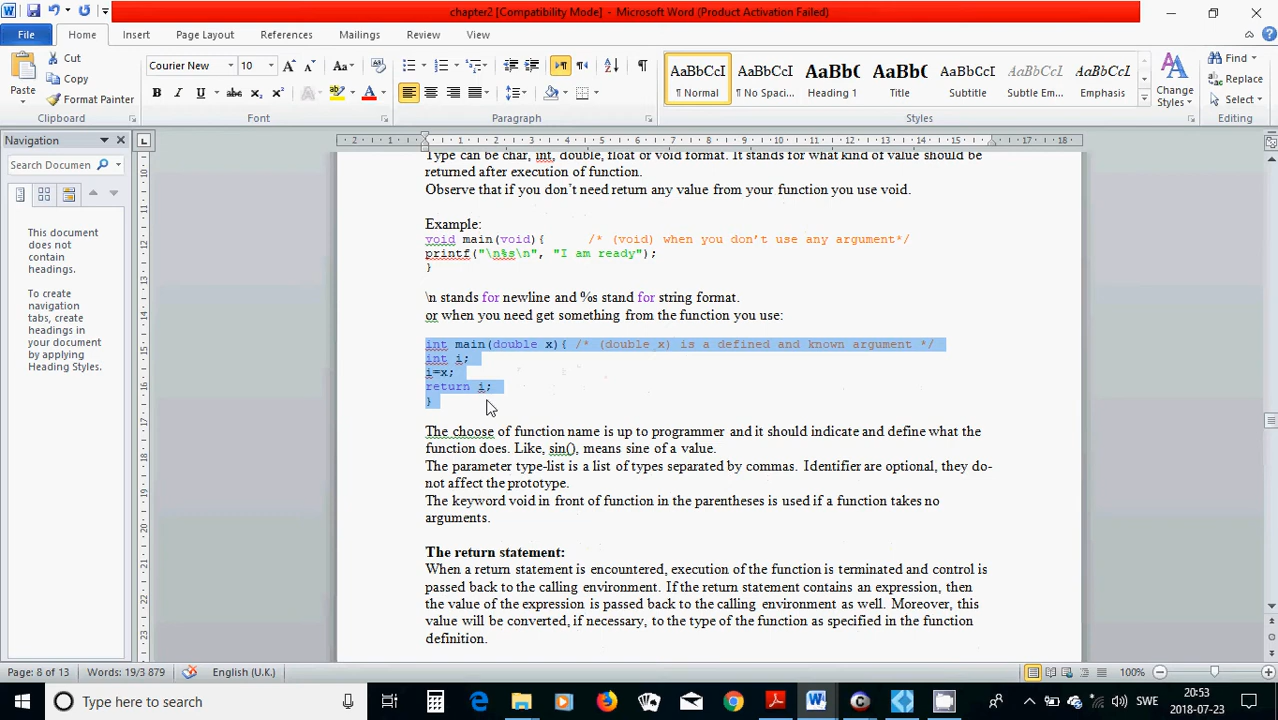 chapter2 [Compatibility Mode] - Microsoft Word (Product Activation Failed)
File Home Insert Page Layout References Mailings Review View
Paste
Cut
Copy
Format Painter
Clipboard
Courier New 10
Font
Paragraph
AaBbCcI AaBbCcI AaBb(C AaBbC AaBbCcI AaBbCcI AaBbCcI
¶ Normal ¶ No Spaci... Heading 1 Title Subtitle Subtle Em... Emphasis
Change Styles
Styles
Find
Replace
Select
Editing
Navigation
Search Documen
This document
does not
contain
headings.
To create
navigation
tabs, create
headings in
your document
by applying
Heading Styles.
Type can be char, int, double, float or void format. It stands for what kind of value should be
returned after execution of function.
Observe that if you don't need return any value from your function you use void.
Example:
void main(void){ /* (void) when you don't use any argument*/
printf("\n%s\n", "I am ready");
}
\n stands for newline and %s stand for string format.
or when you need get something from the function you use:
int main(double x){ /* (double x) is a defined and known argument */
int i;
i=x;
return i;
}
The choose of function name is up to programmer and it should indicate and define what the
function does. Like, sin(), means sine of a value.
The parameter type-list is a list of types separated by commas. Identifier are optional, they do-
not affect the prototype.
The keyword void in front of function in the parentheses is used if a function takes no
arguments.
The return statement:
When a return statement is encountered, execution of the function is terminated and control is
passed back to the calling environment. If the return statement contains an expression, then
the value of the expression is passed back to the calling environment as well. Moreover, this
value will be converted, if necessary, to the type of the function as specified in the function
definition.
Page: 8 of 13 Words: 19/3 879 English (U.K.) 100%
Type here to search
SWE
20:53
2018-07-23